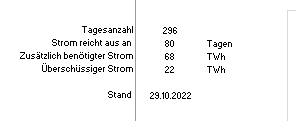 Tagesanzahl 296
Strom reicht aus an 80 Tagen
Zusätzlich benötigter Strom 68 TWh
Überschüssiger Strom 22 TWh
Stand 29.10.2022